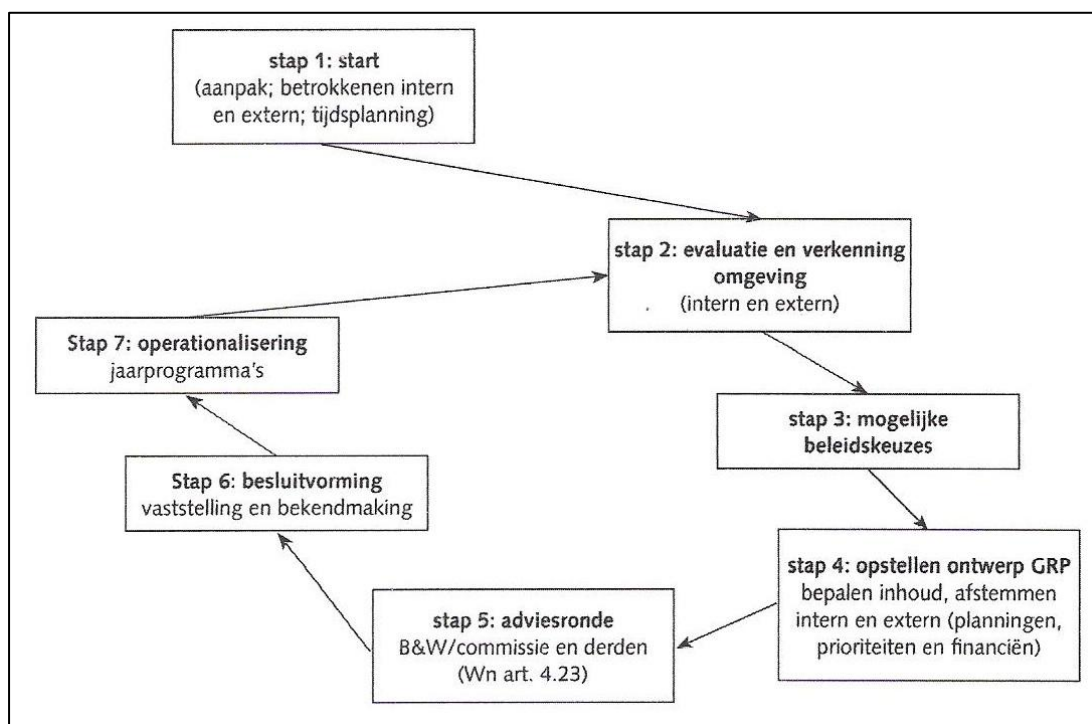 stap 1: start
(aanpak; betrokkenen intern
en extern; tijdsplanning)
stap 2: evaluatie en verkenning
omgeving
(intern en extern)
stap 3: mogelijke
beleidskeuzes
stap 4: opstellen ontwerp GRP
bepalen inhoud, afstemmen
intern en extern (planningen,
prioriteiten en financiën)
stap 5: adviesronde
B&W/commissie en derden
(Wn art. 4.23)
Stap 6: besluitvorming
vaststelling en bekendmaking
Stap 7: operationalisering
jaarprogramma's